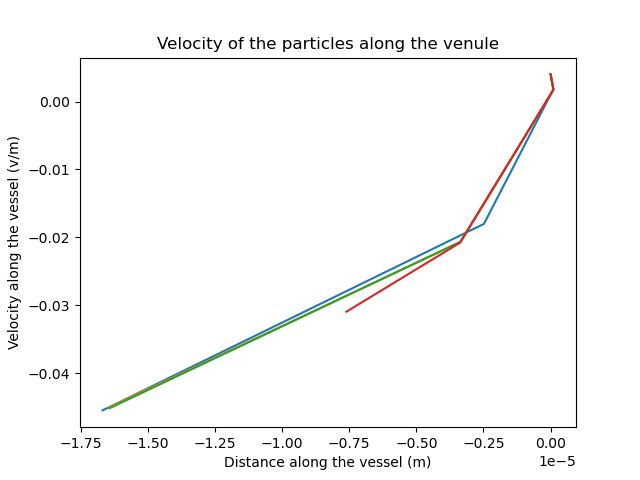 Velocity of the particles along the venule
Velocity along the vessel (v/m)
0.00
−0.01
−0.02
−0.03
−0.04
−1.75 −1.50 −1.25 −1.00 −0.75 −0.50 −0.25 0.00
1e−5
Distance along the vessel (m)